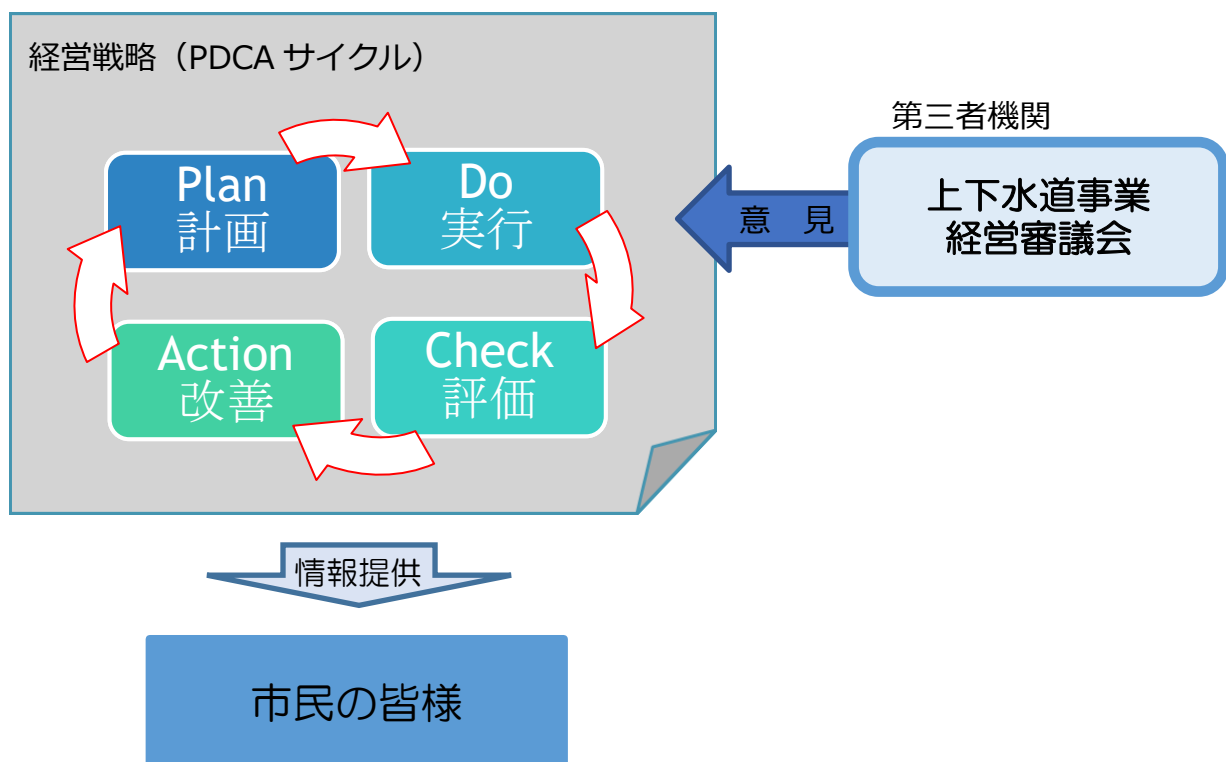 経営戦略（PDCA サイクル）
Plan
計画
Do
実行
Action
改善
Check
評価
第三者機関
上下水道事業
経営審議会
意 見
情報提供
市民の皆様